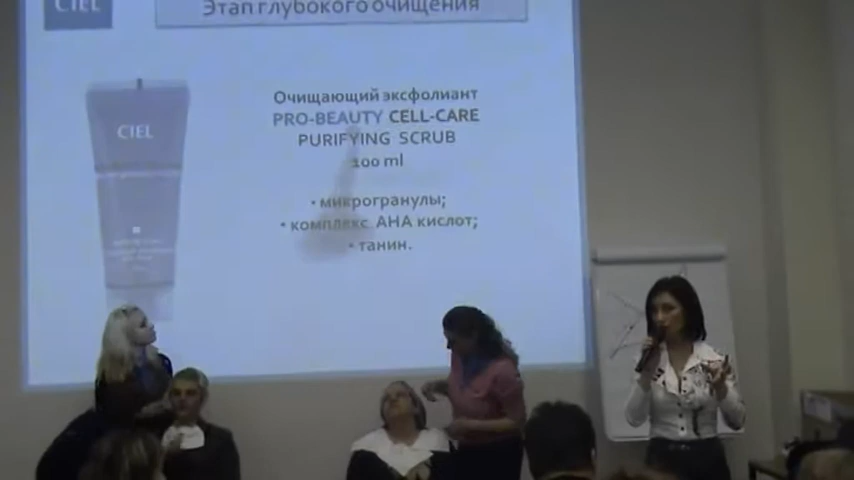 CIEL
Этап глубокого очищения
CIEL
Очищающий эксфолиант
PRO-BEAUTY CELL-CARE
PURIFYING SCRUB
100 ml
• микрогранулы;
• комплекс АНА кислот;
• танин.